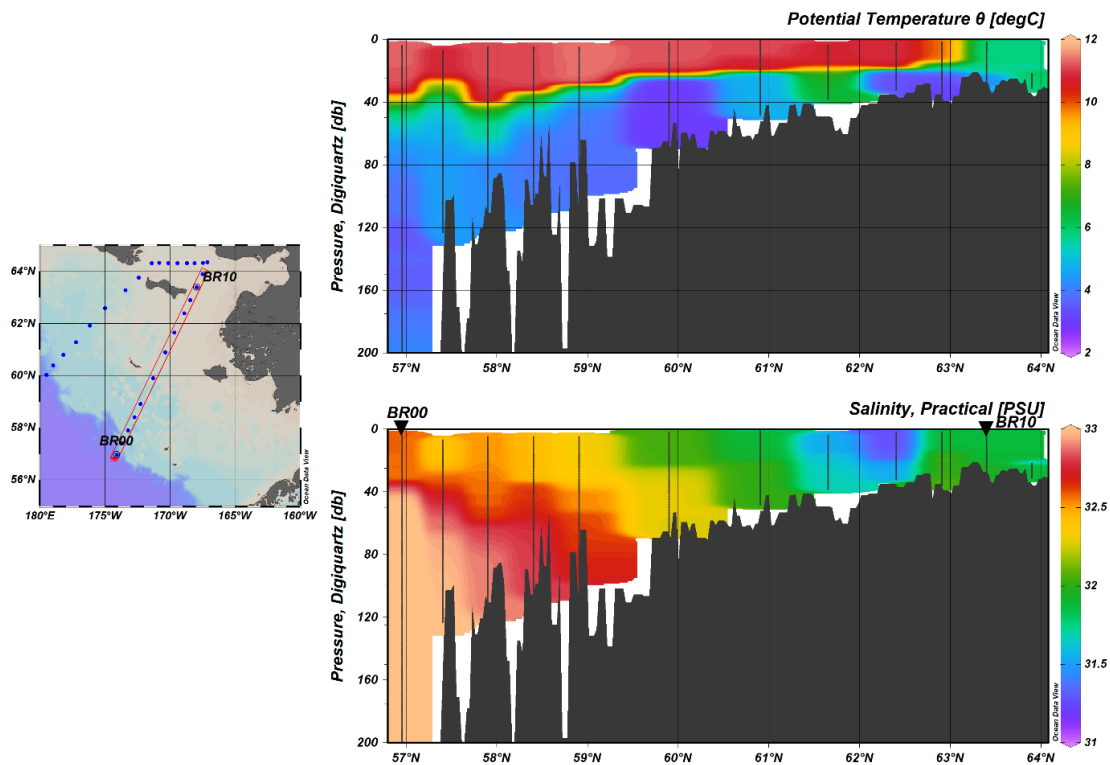 Potential Temperature θ [degC]
Pressure, Digiquartz [db]
0
40
80
120
160
200
57°N
58°N
59°N
60°N
61°N
62°N
63°N
64°N
Ocean Data View
12
10
8
6
4
2
64°N
62°N
60°N
58°N
56°N
BR10
BR00
180°E
175°W
170°W
165°W
160°W
Ocean Data View
BR00
Salinity, Practical [PSU]
BR10
Pressure, Digiquartz [db]
0
40
80
120
160
200
57°N
58°N
59°N
60°N
61°N
62°N
63°N
64°N
Ocean Data View
33
32.5
32
31.5
31